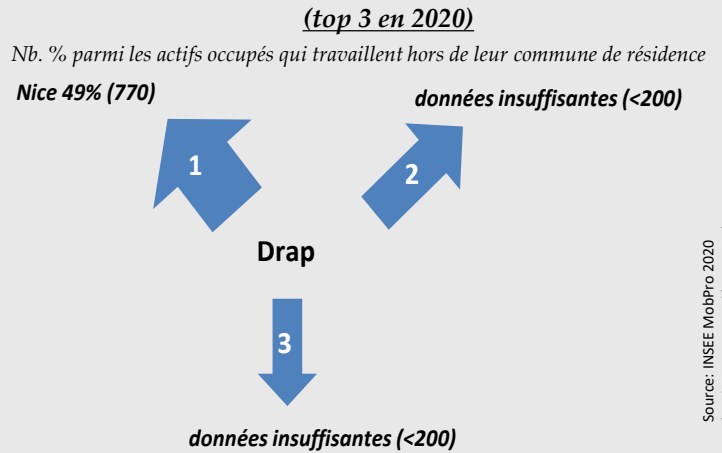 (top 3 en 2020)
Nb. % parmi les actifs occupés qui travaillent hors de leur commune de résidence
Nice 49% (770)
données insuffisantes (<200)
1
2
Drap
3
données insuffisantes (<200)
Source: INSEE MobPro 2020